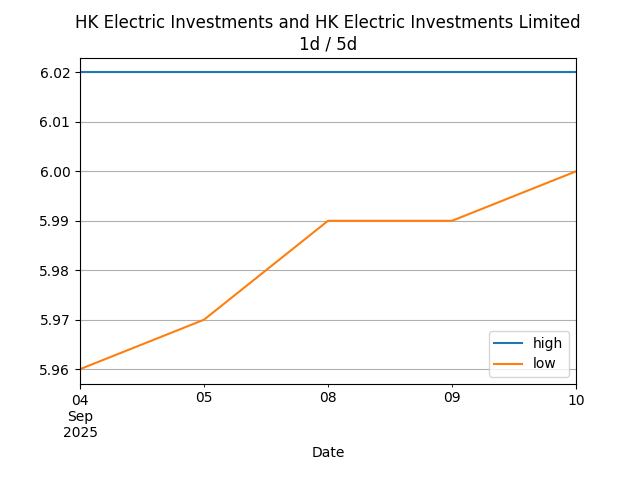 HK Electric Investments and HK Electric Investments Limited
1d / 5d
6.02
6.01
6.00
5.99
5.98
5.97
5.96
high
low
04 05 08 09 10
Sep
2025
Date